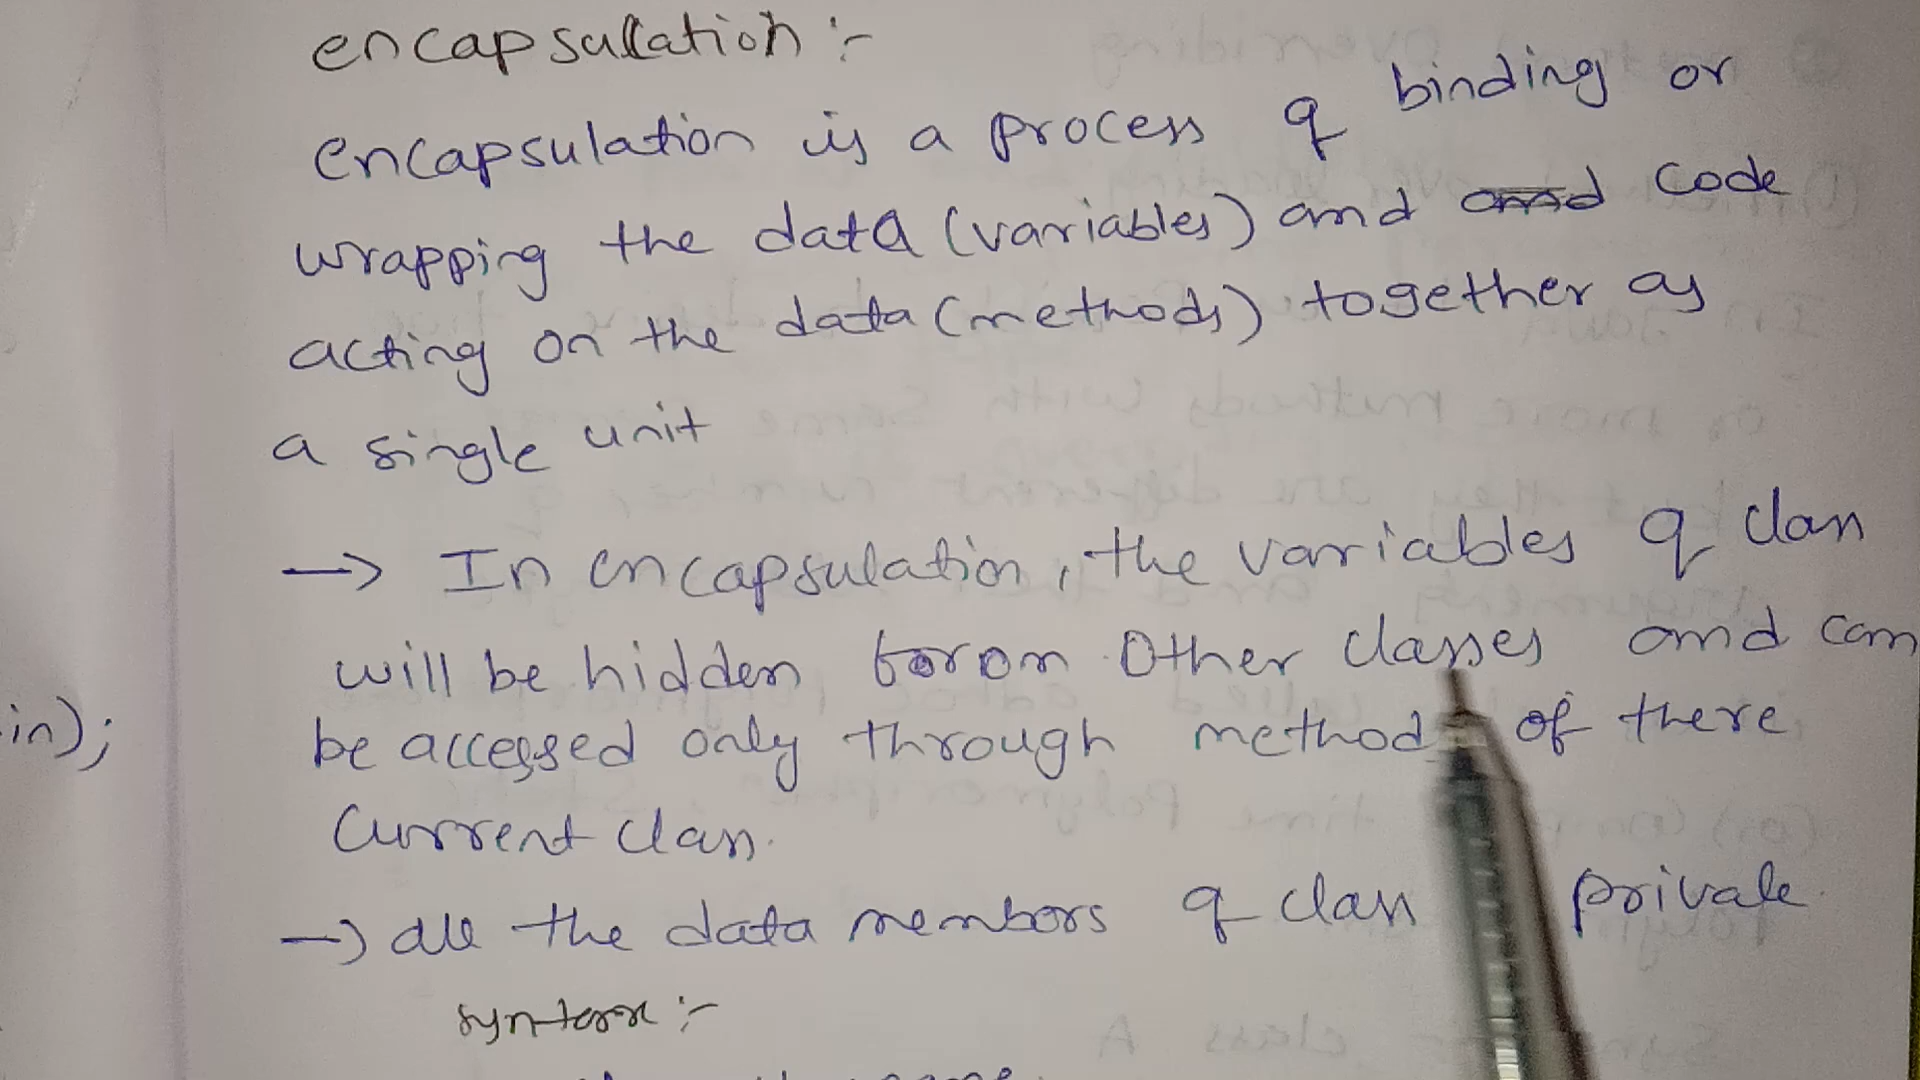 encapsulation :-
encapsulation is a process of binding or
wrapping the data (variables) and and code
acting on the data (methods) together as
a single unit
→ In encapsulation, the variables of class
will be hidden from other classes and can
be accessed only through method of there
in);
current class.
→ all the data members of class private
syntax :-